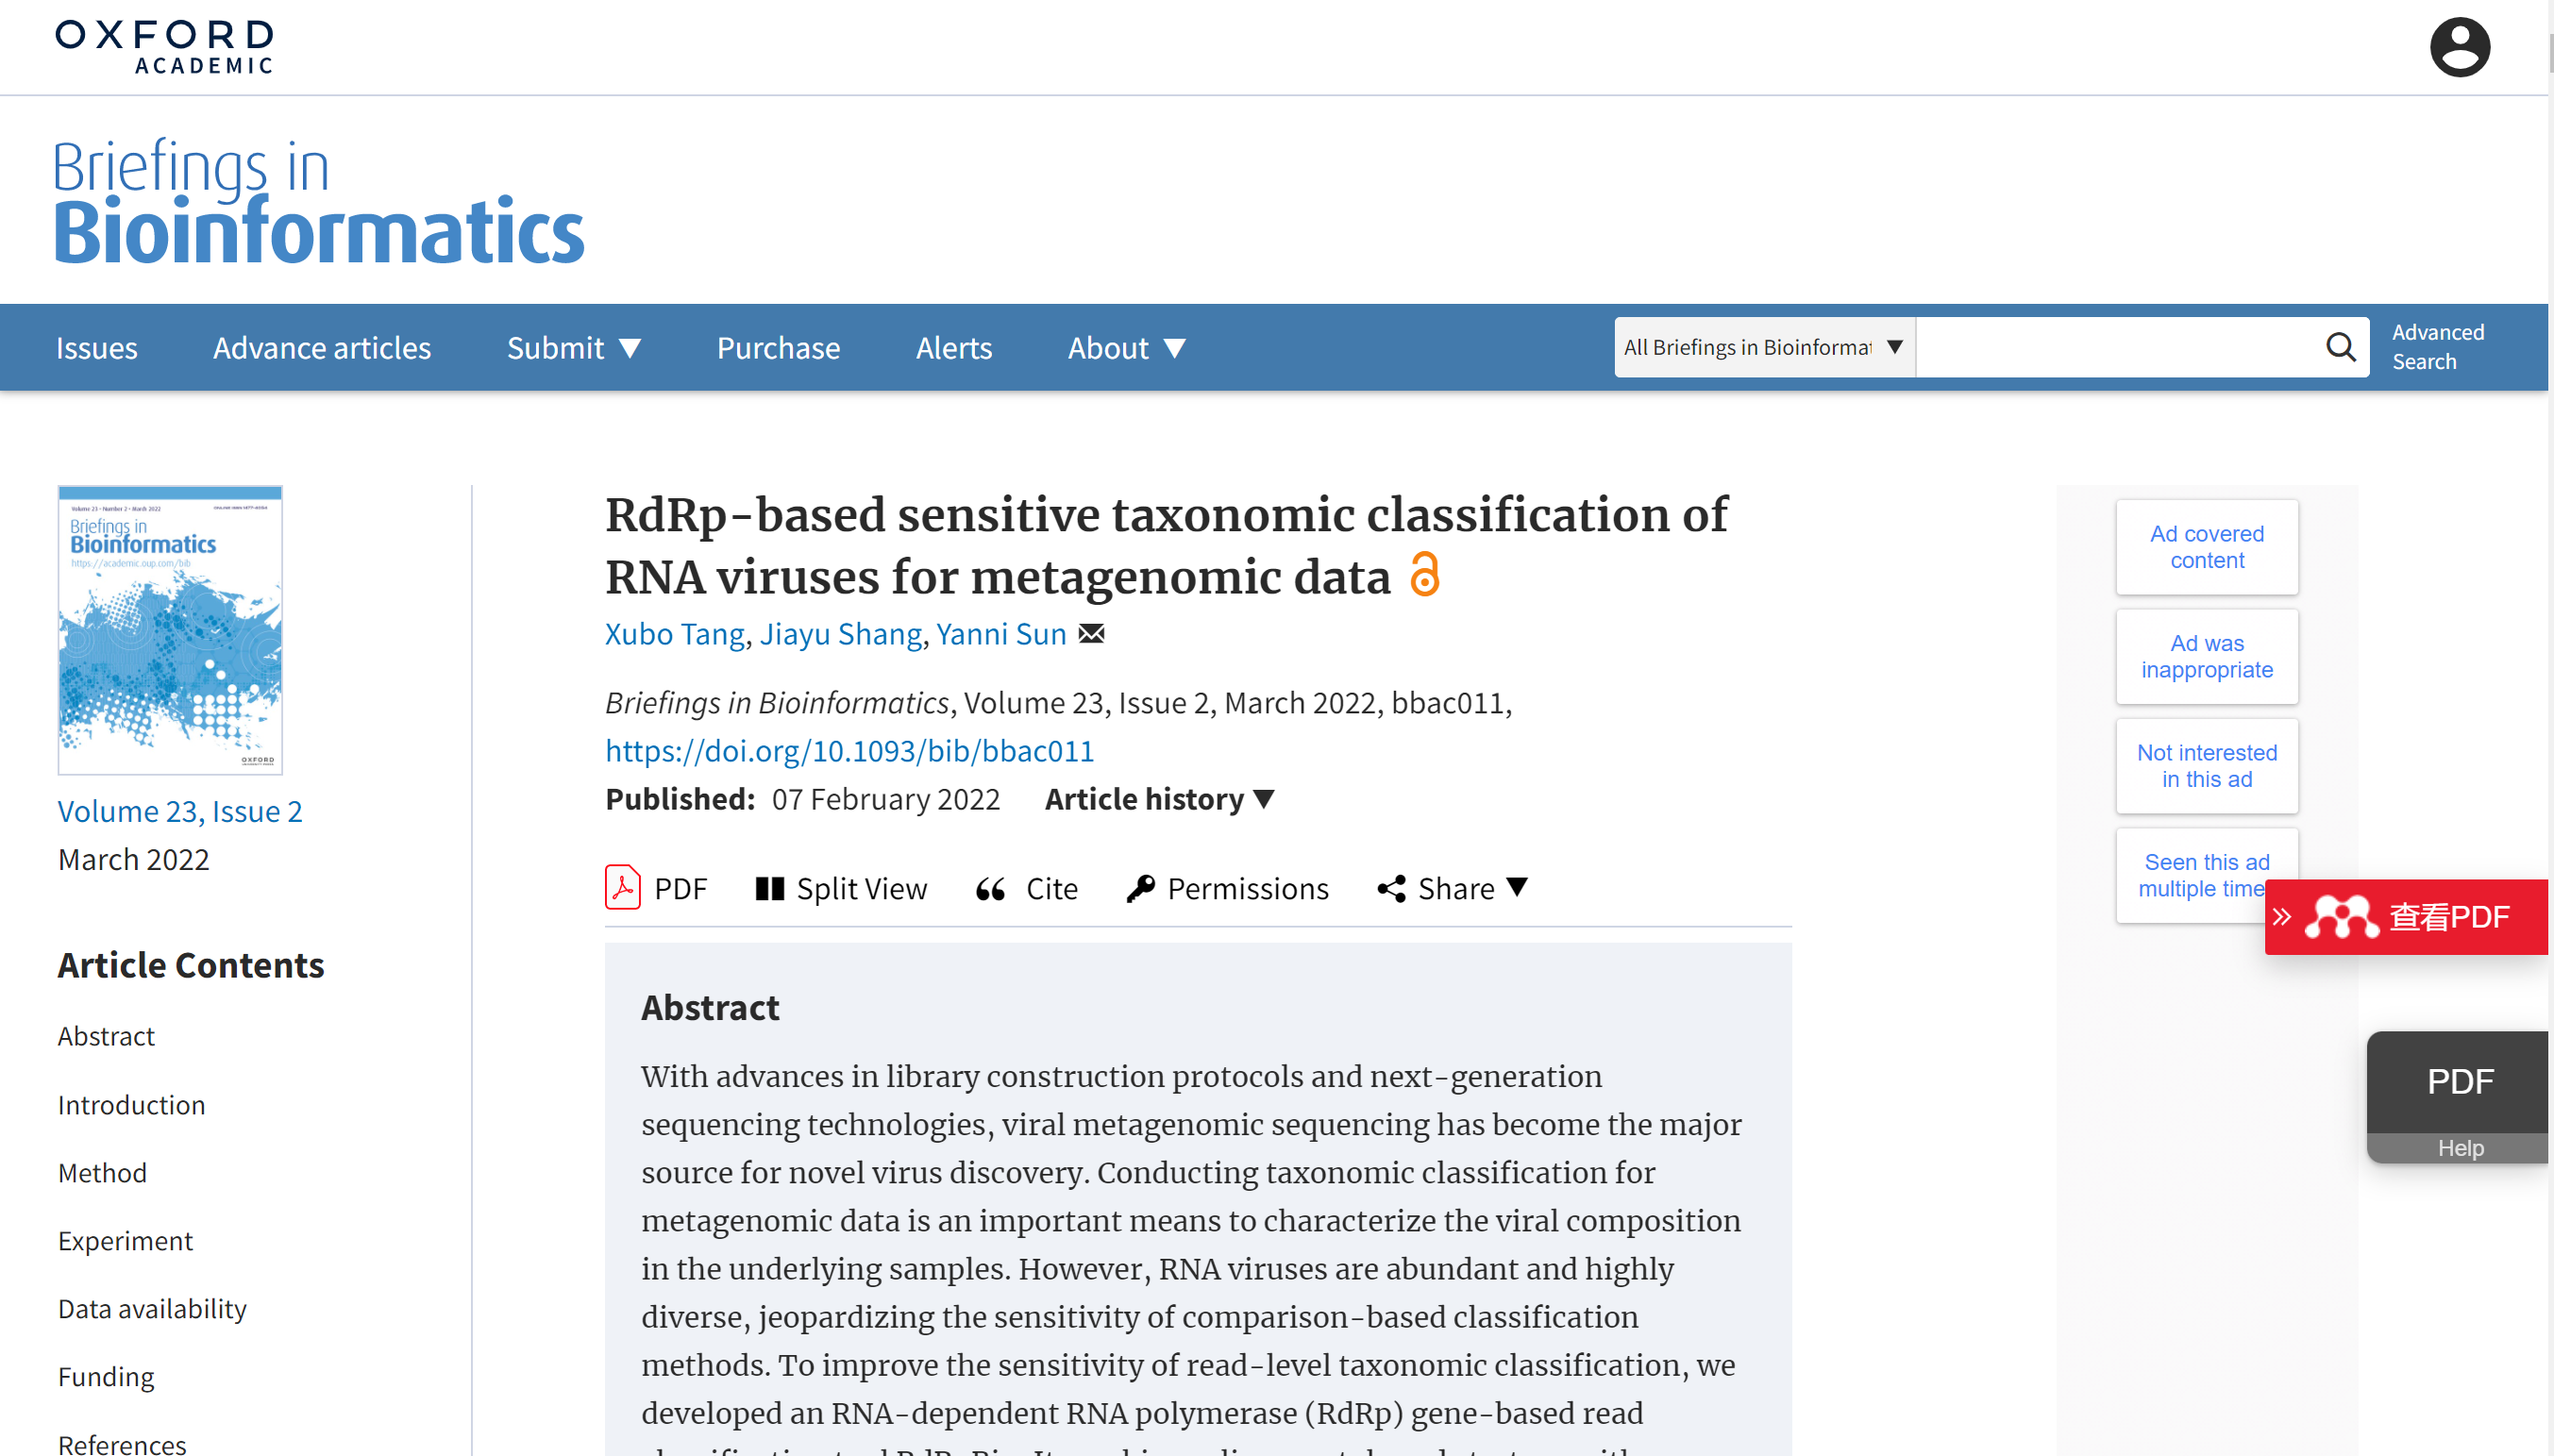 OXFORD
ACADEMIC
Briefings in
Bioinformatics
Issues
Advance articles
Submit
Purchase
Alerts
About
All Briefings in Bioinformat
Advanced
Search
Volume 23 • Number 2 • March 2022
Briefings in
Bioinformatics
https://academic.oup.com/bib
OXFORD
Volume 23, Issue 2
March 2022
Article Contents
Abstract
Introduction
Method
Experiment
Data availability
Funding
References
RdRp-based sensitive taxonomic classification of
RNA viruses for metagenomic data
Xubo Tang, Jiayu Shang, Yanni Sun
Briefings in Bioinformatics, Volume 23, Issue 2, March 2022, bbac011,
https://doi.org/10.1093/bib/bbac011
Published: 07 February 2022 Article history
PDF Split View Cite Permissions Share
Abstract
With advances in library construction protocols and next-generation
sequencing technologies, viral metagenomic sequencing has become the major
source for novel virus discovery. Conducting taxonomic classification for
metagenomic data is an important means to characterize the viral composition
in the underlying samples. However, RNA viruses are abundant and highly
diverse, jeopardizing the sensitivity of comparison-based classification
methods. To improve the sensitivity of read-level taxonomic classification, we
developed an RNA-dependent RNA polymerase (RdRp) gene-based read
Ad covered
content
Ad was
inappropriate
Not interested
in this ad
Seen this ad
multiple time
查看PDF
PDF
Help